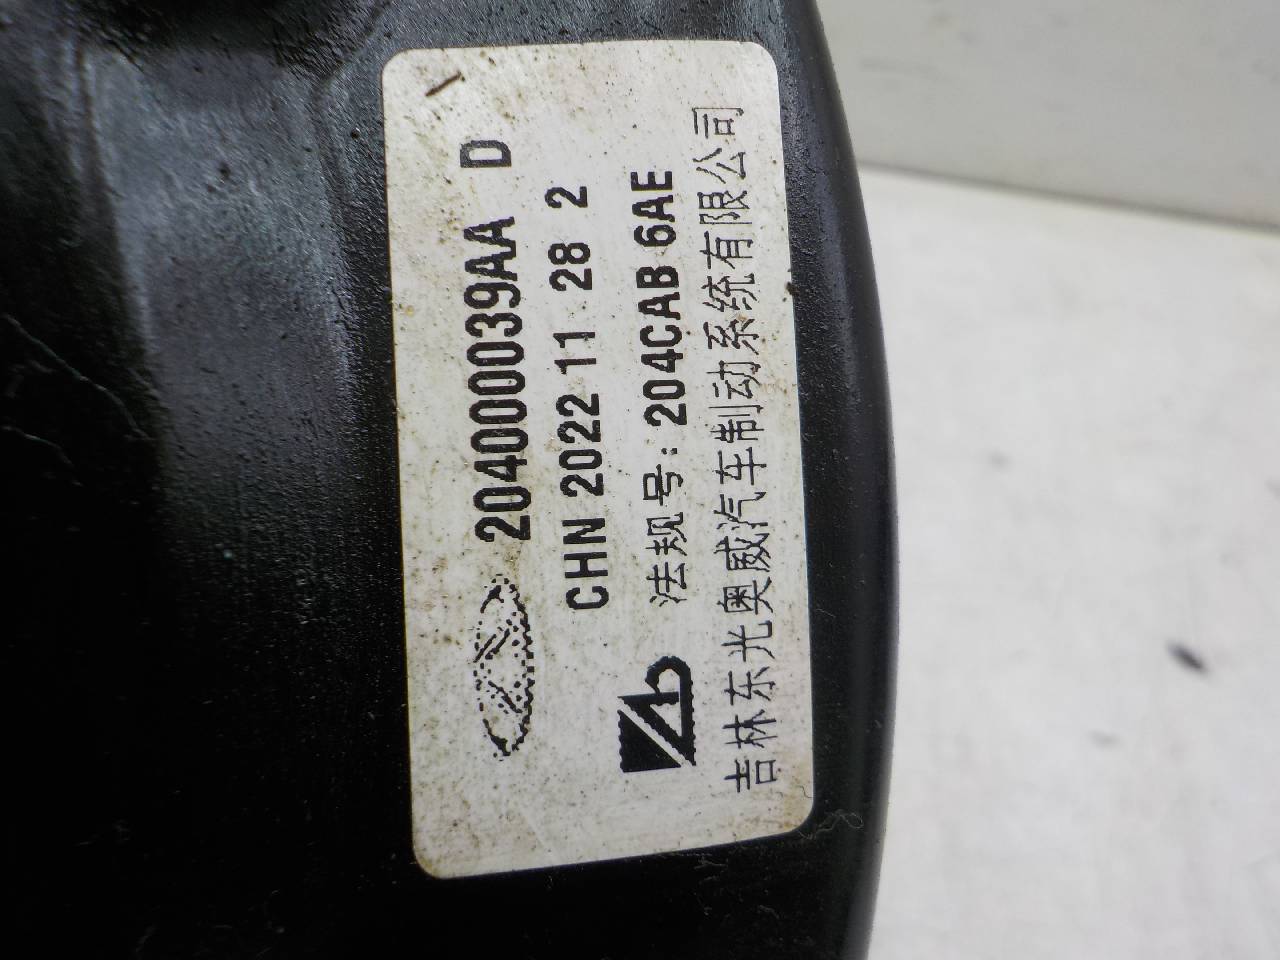 204000039AA D
CHN 2022 11 28 2
法规号: 204CAB 6AE
吉林东光奥威汽车制动系统有限公司